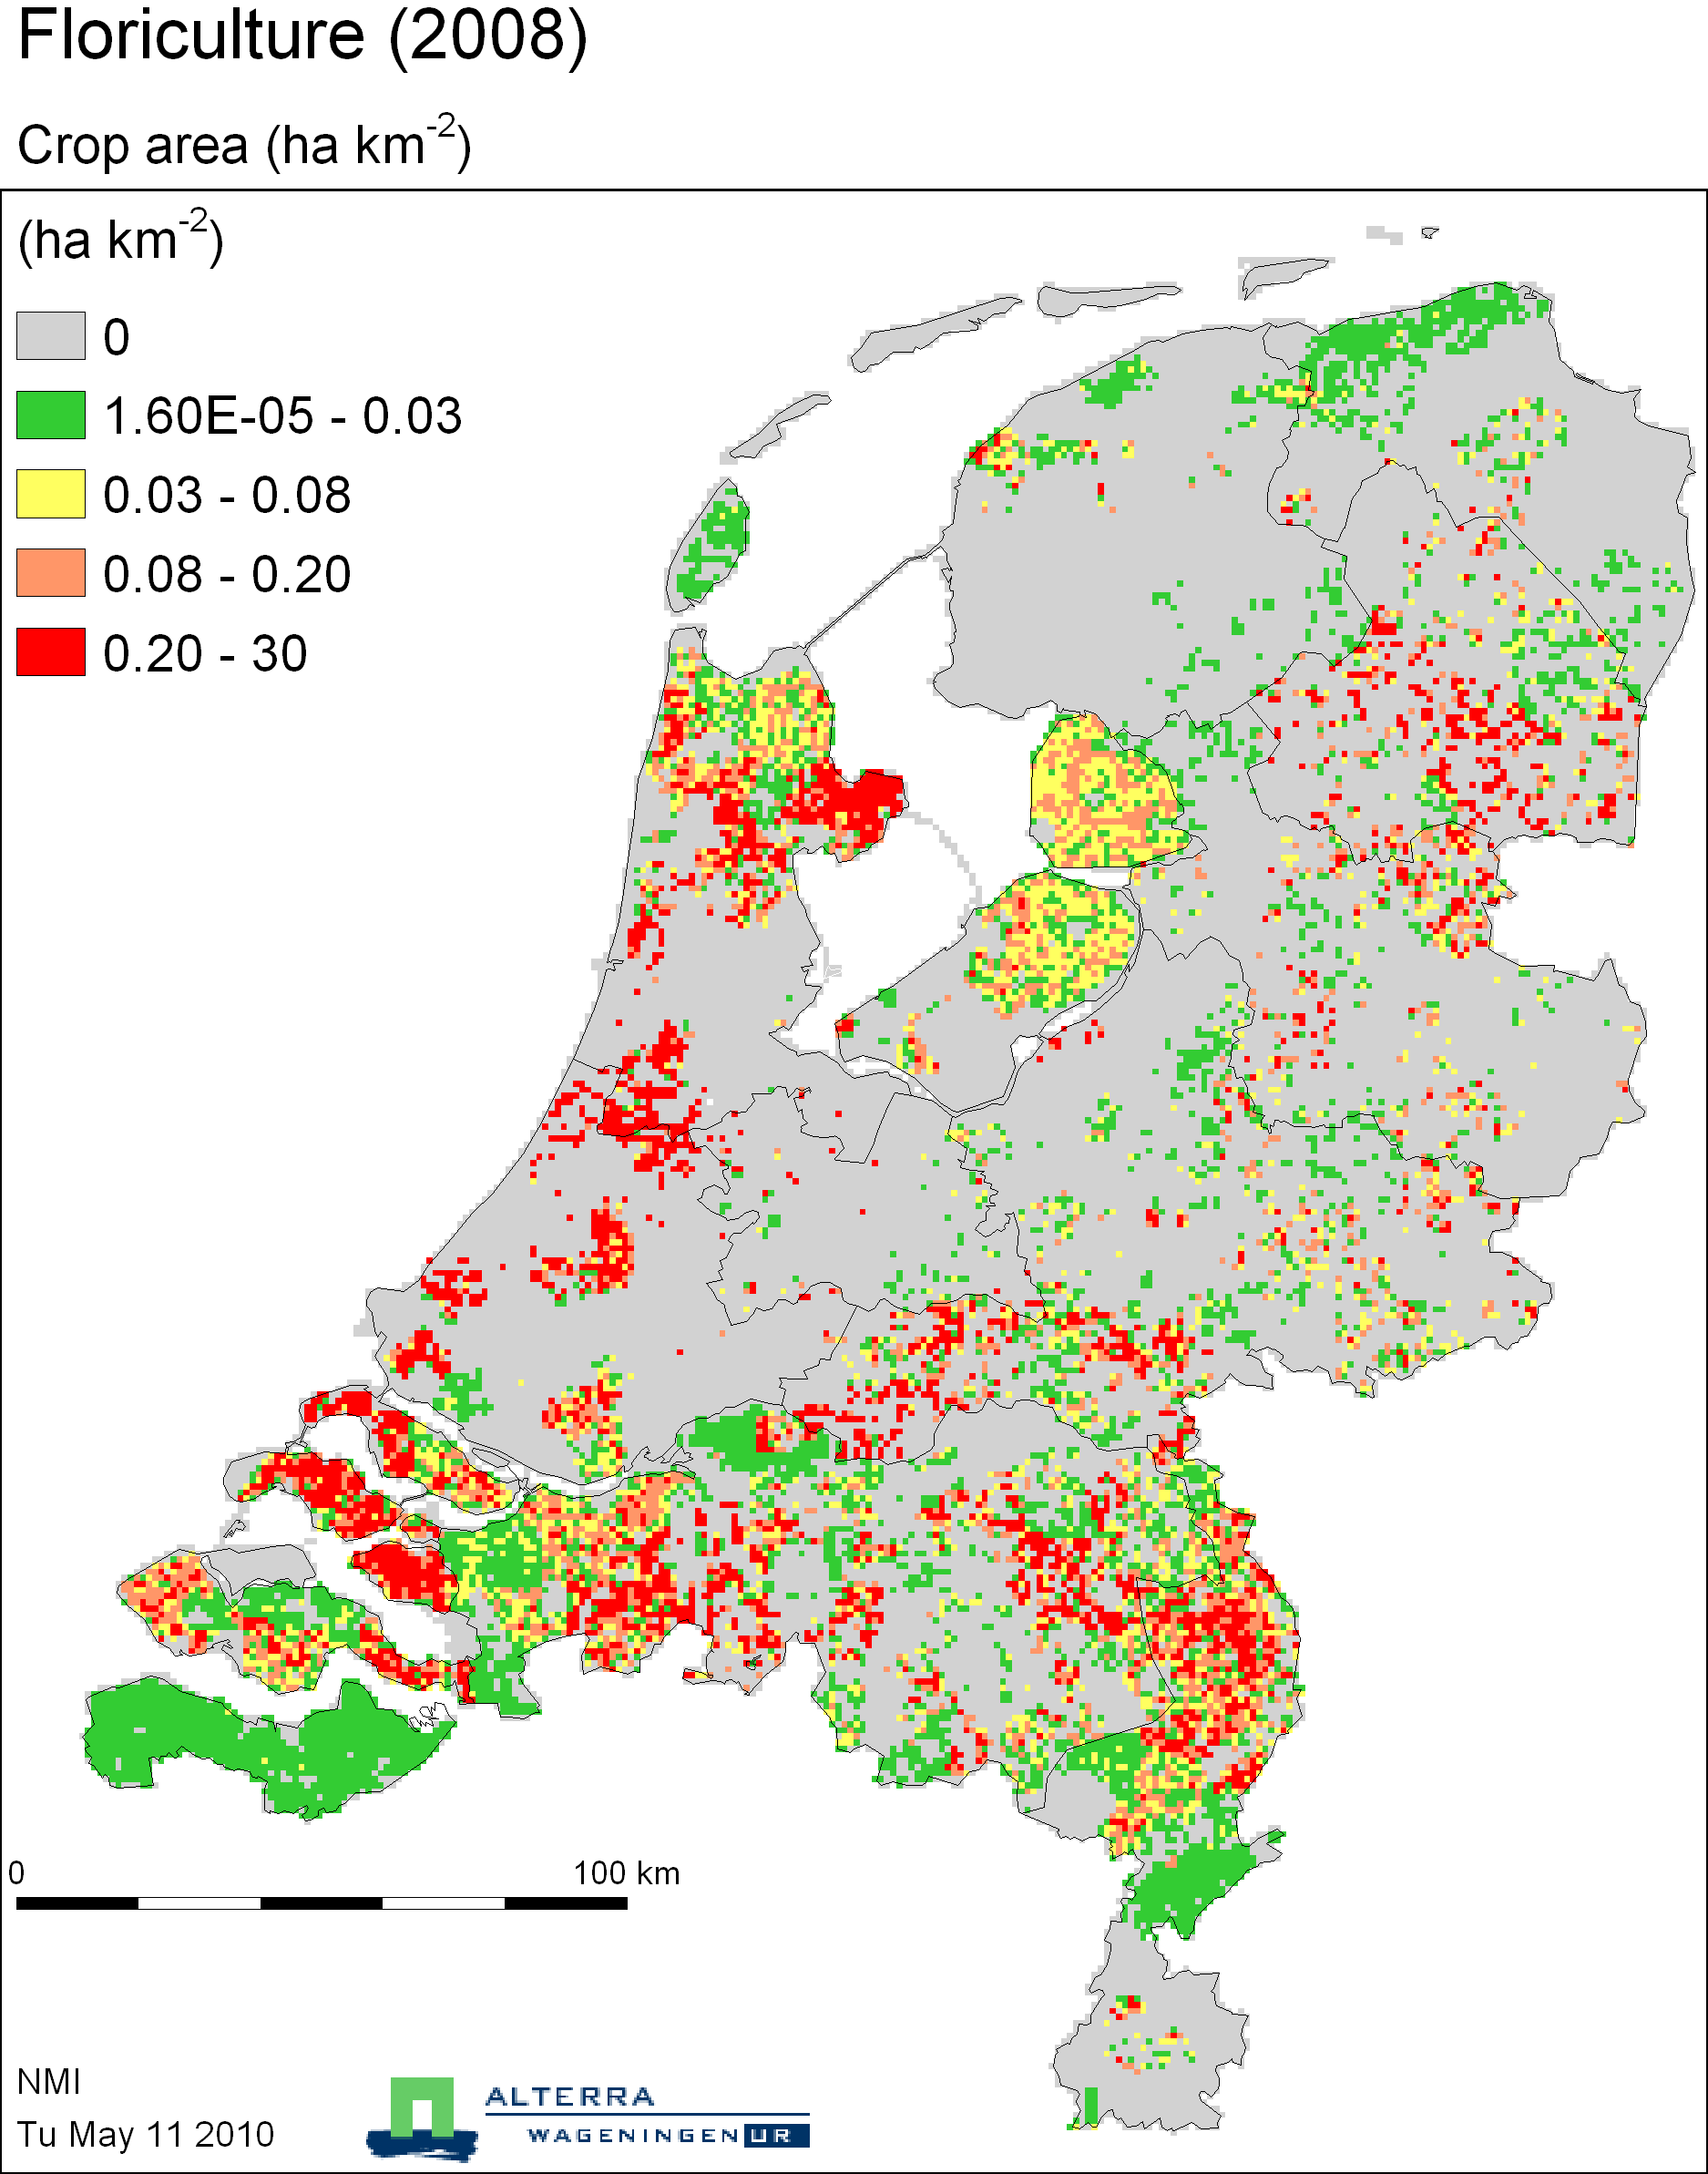 Floriculture (2008)
Crop area (ha km-2)
(ha km-2)
0
1.60E-05 - 0.03
0.03 - 0.08
0.08 - 0.20
0.20 - 30
0 100 km
NMI
Tu May 11 2010
ALTERRA
WAGENINGEN UR